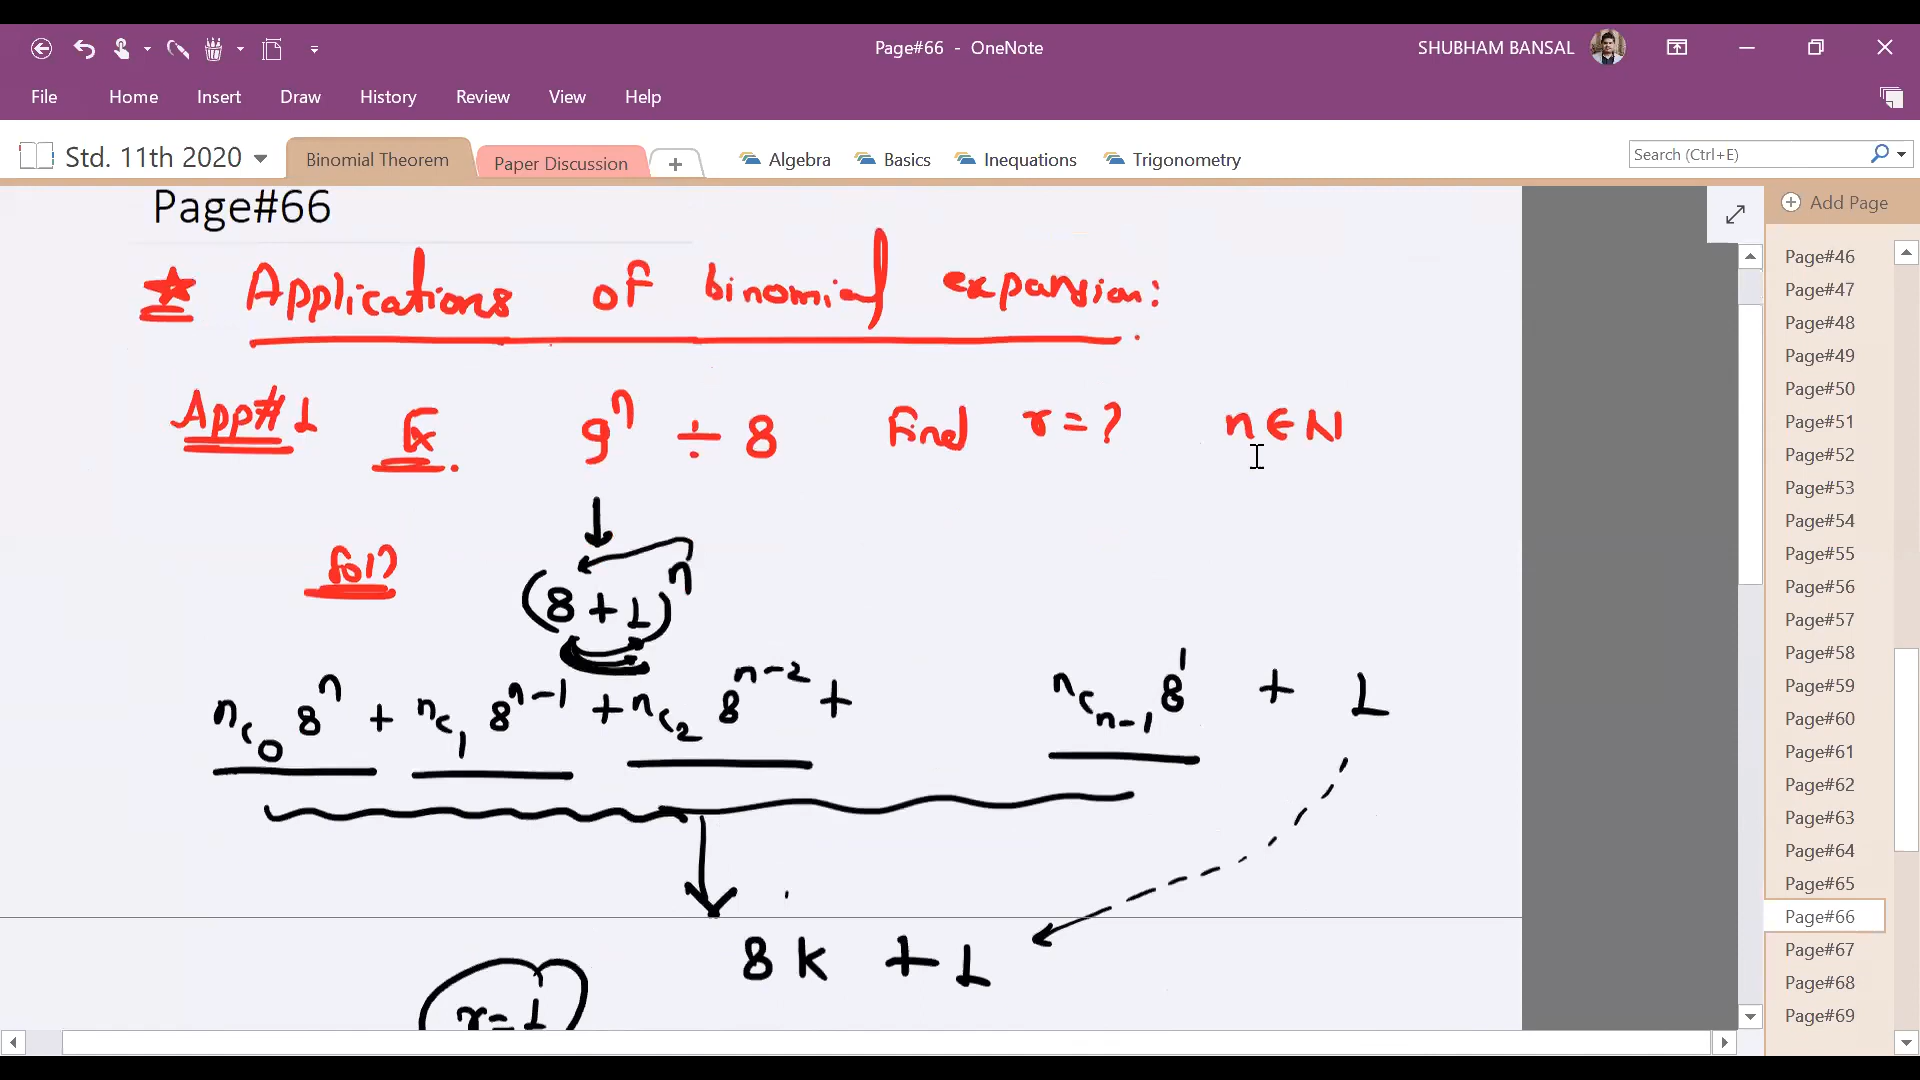 Page#66 - OneNote
SHUBHAM BANSAL
File Home Insert Draw History Review View Help
Std. 11th 2020 Binomial Theorem Paper Discussion + Algebra Basics Inequations Trigonometry
Search (Ctrl+E)
Add Page
Page#66
★ Applications of binomial expansion:
App#1 Ex. 9ⁿ ÷ 8 Find r = ? n ∈ N
Solⁿ
(8 + 1)ⁿ
ⁿC₀ 8ⁿ + ⁿC₁ 8ⁿ⁻¹ + ⁿC₂ 8ⁿ⁻² + ⁿCₙ₋₁ 8¹ + 1
8k + 1
r = 1
Page#46
Page#47
Page#48
Page#49
Page#50
Page#51
Page#52
Page#53
Page#54
Page#55
Page#56
Page#57
Page#58
Page#59
Page#60
Page#61
Page#62
Page#63
Page#64
Page#65
Page#66
Page#67
Page#68
Page#69